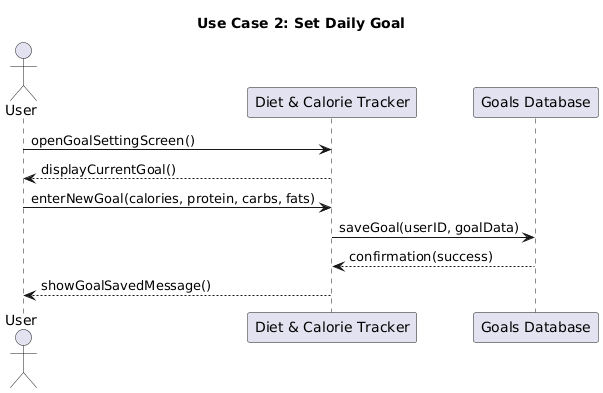 Use Case 2: Set Daily Goal
User
Diet & Calorie Tracker
Goals Database
openGoalSettingScreen()
displayCurrentGoal()
enterNewGoal(calories, protein, carbs, fats)
saveGoal(userID, goalData)
confirmation(success)
showGoalSavedMessage()
User
Diet & Calorie Tracker
Goals Database